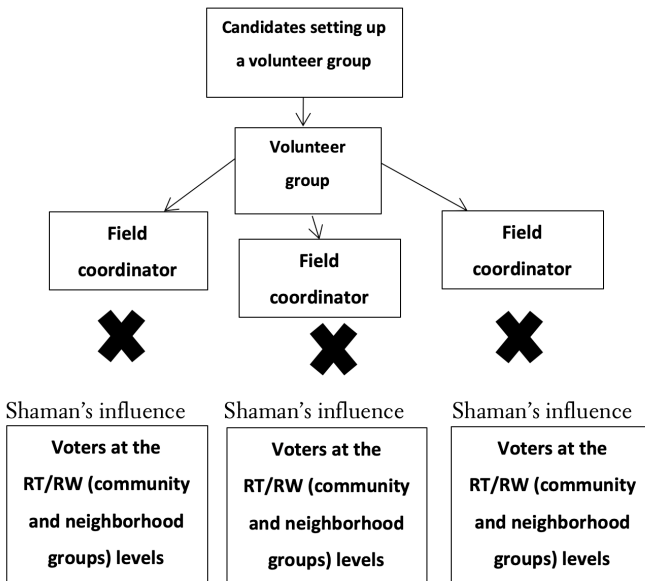 Candidates setting up
a volunteer group
Volunteer
group
Field
coordinator
Field
coordinator
Field
coordinator
Shaman’s influence
Shaman’s influence
Shaman’s influence
Voters at the
RT/RW (community
and neighborhood
groups) levels
Voters at the
RT/RW (community
and neighborhood
groups) levels
Voters at the
RT/RW (community
and neighborhood
groups) levels